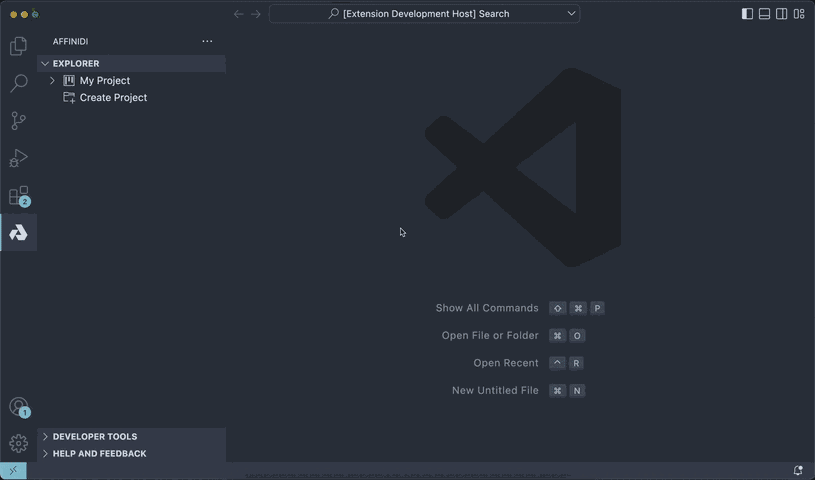 [Extension Development Host] Search
AFFINIDI
EXPLORER
My Project
Create Project
2
Show All Commands ⇧ ⌘ P
Open File or Folder ⌘ O
Open Recent ^ R
New Untitled File ⌘ N
1
DEVELOPER TOOLS
HELP AND FEEDBACK